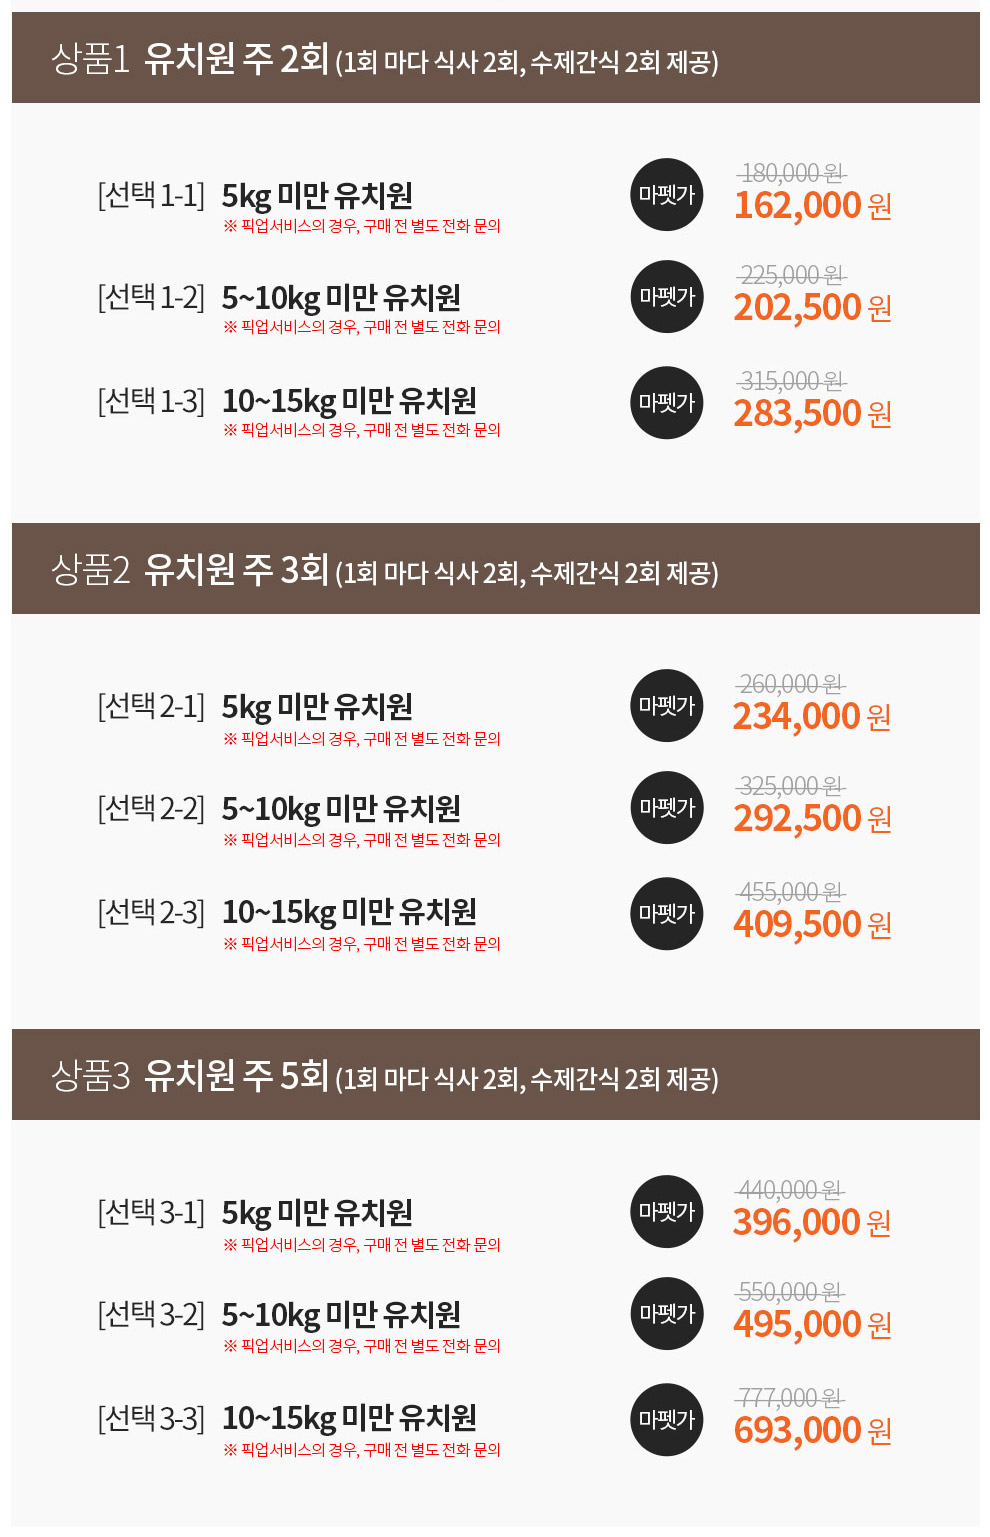 상품1 유치원 주 2회 (1회 마다 식사 2회, 수제간식 2회 제공)
180,000 원
[선택 1-1] 5kg 미만 유치원 마펫가 162,000 원
※ 픽업서비스의 경우, 구매 전 별도 전화 문의
225,000 원
[선택 1-2] 5~10kg 미만 유치원 마펫가 202,500 원
※ 픽업서비스의 경우, 구매 전 별도 전화 문의
315,000 원
[선택 1-3] 10~15kg 미만 유치원 마펫가 283,500 원
※ 픽업서비스의 경우, 구매 전 별도 전화 문의
상품2 유치원 주 3회 (1회 마다 식사 2회, 수제간식 2회 제공)
260,000 원
[선택 2-1] 5kg 미만 유치원 마펫가 234,000 원
※ 픽업서비스의 경우, 구매 전 별도 전화 문의
325,000 원
[선택 2-2] 5~10kg 미만 유치원 마펫가 292,500 원
※ 픽업서비스의 경우, 구매 전 별도 전화 문의
455,000 원
[선택 2-3] 10~15kg 미만 유치원 마펫가 409,500 원
※ 픽업서비스의 경우, 구매 전 별도 전화 문의
상품3 유치원 주 5회 (1회 마다 식사 2회, 수제간식 2회 제공)
440,000 원
[선택 3-1] 5kg 미만 유치원 마펫가 396,000 원
※ 픽업서비스의 경우, 구매 전 별도 전화 문의
550,000 원
[선택 3-2] 5~10kg 미만 유치원 마펫가 495,000 원
※ 픽업서비스의 경우, 구매 전 별도 전화 문의
777,000 원
[선택 3-3] 10~15kg 미만 유치원 마펫가 693,000 원
※ 픽업서비스의 경우, 구매 전 별도 전화 문의